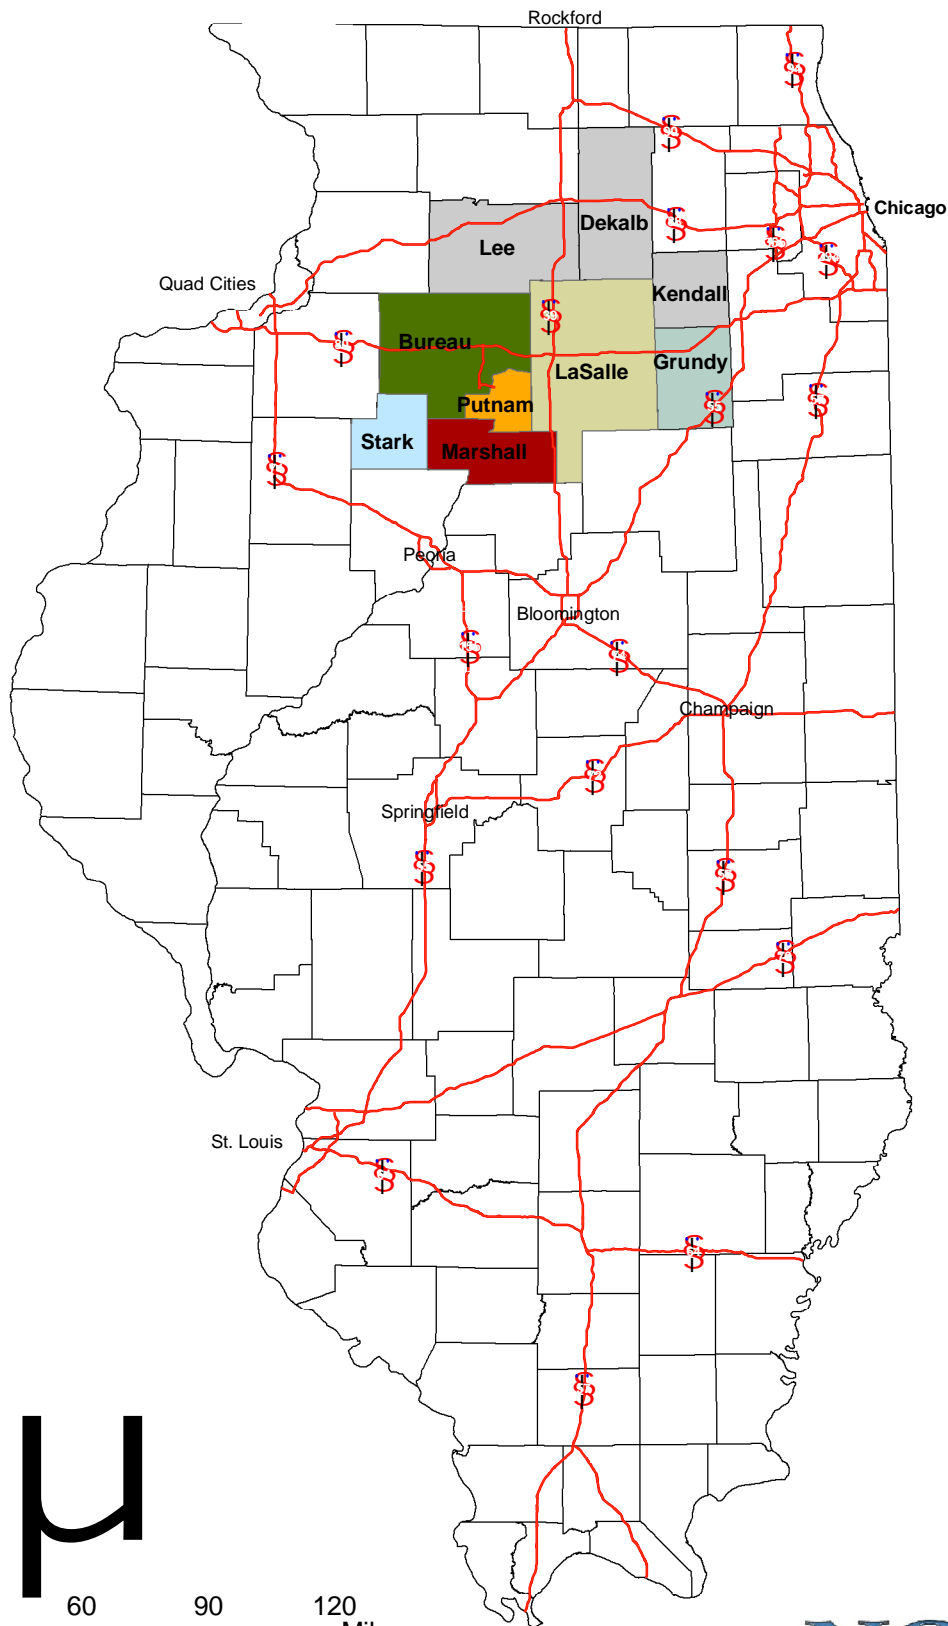 Rockford
Chicago
Dekalb
Lee
Quad Cities
Kendall
Bureau
Grundy
LaSalle
Putnam
Stark
Marshall
Peoria
Bloomington
Champaign
Springfield
St. Louis
µ
60 90 120